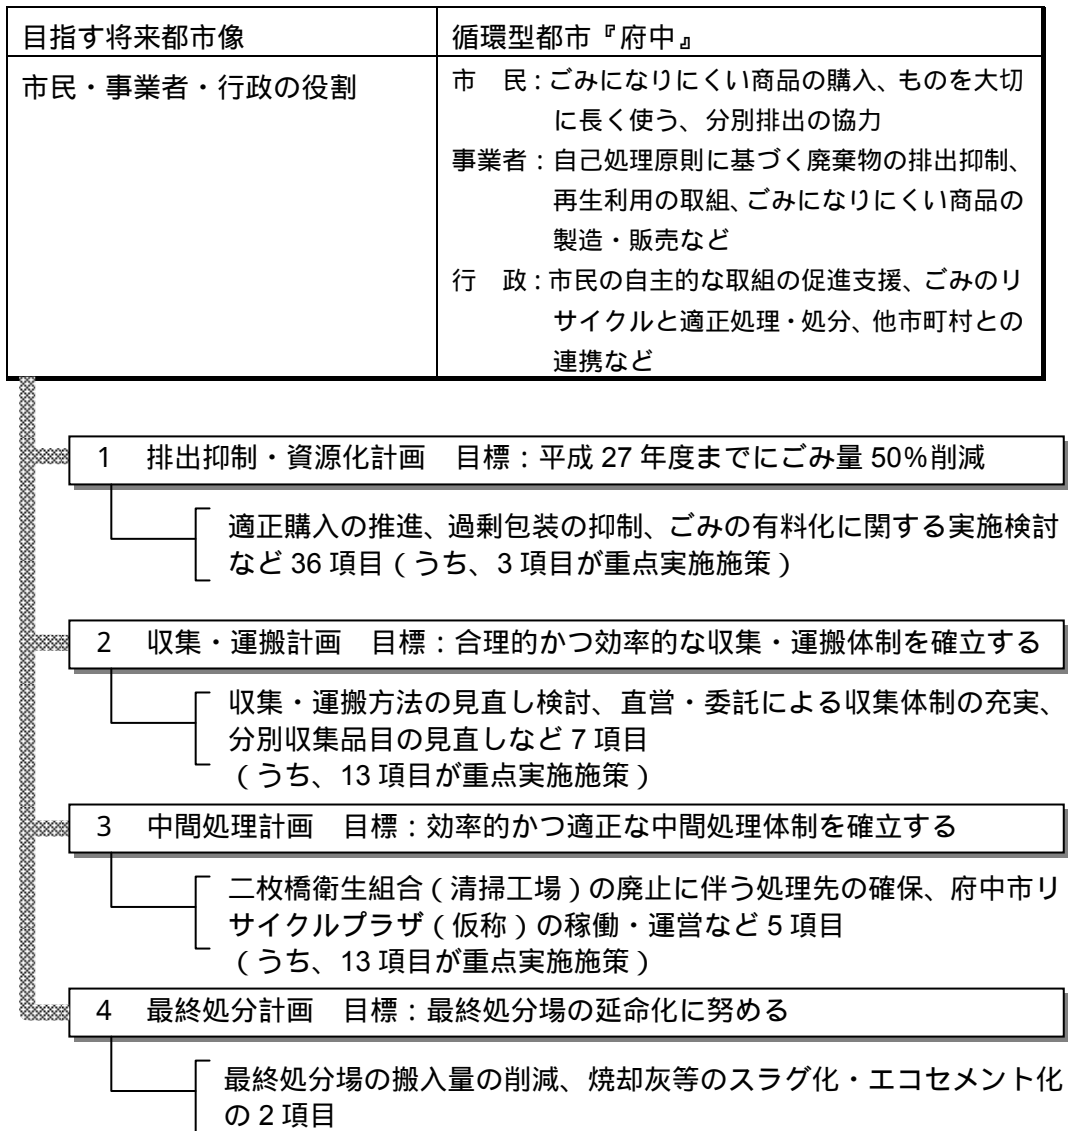 目指す将来都市像
循環型都市『府中』
市民・事業者・行政の役割
市　民：ごみになりにくい商品の購入、ものを大切
に長く使う、分別排出の協力
事業者：自己処理原則に基づく廃棄物の排出抑制、
再生利用の取組、ごみになりにくい商品の
製造・販売など
行　政：市民の自主的な取組の促進支援、ごみのリ
サイクルと適正処理・処分、他市町村との
連携など
1　排出抑制・資源化計画　目標：平成 27 年度までにごみ量 50％削減
適正購入の推進、過剰包装の抑制、ごみの有料化に関する実施検討
など 36 項目（うち、3 項目が重点実施施策）
2　収集・運搬計画　目標：合理的かつ効率的な収集・運搬体制を確立する
収集・運搬方法の見直し検討、直営・委託による収集体制の充実、
分別収集品目の見直しなど 7 項目
（うち、13 項目が重点実施施策）
3　中間処理計画　目標：効率的かつ適正な中間処理体制を確立する
二枚橋衛生組合（清掃工場）の廃止に伴う処理先の確保、府中市リ
サイクルプラザ（仮称）の稼働・運営など 5 項目
（うち、13 項目が重点実施施策）
4　最終処分計画　目標：最終処分場の延命化に努める
最終処分場の搬入量の削減、焼却灰等のスラグ化・エコセメント化
の 2 項目